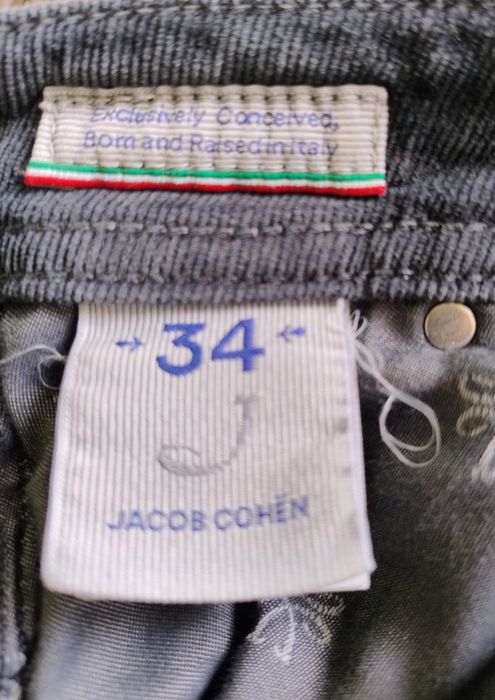 Exclusively Conceived,
Born and Raised in Italy
34
J
JACOB COHËN